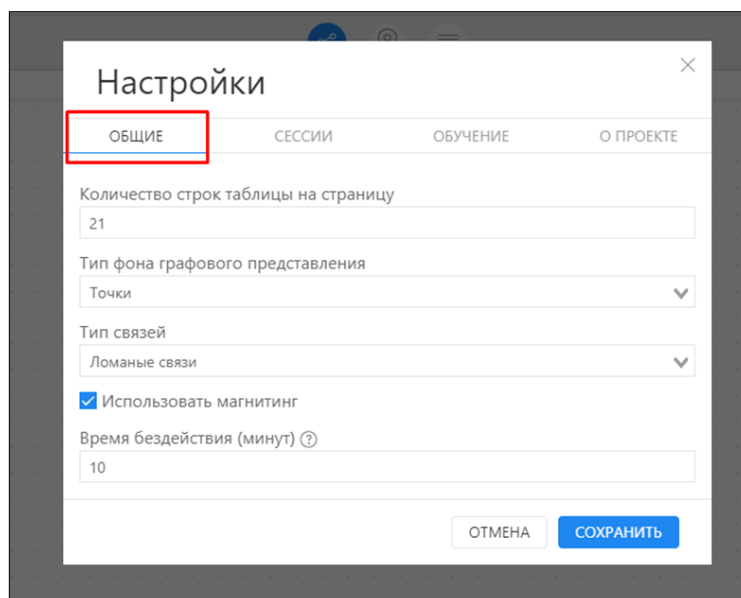 Настройки
ОБЩИЕ СЕССИИ ОБУЧЕНИЕ О ПРОЕКТЕ
Количество строк таблицы на страницу
21
Тип фона графового представления
Точки
Тип связей
Ломаные связи
Использовать магнитинг
Время бездействия (минут) ?
10
ОТМЕНА СОХРАНИТЬ